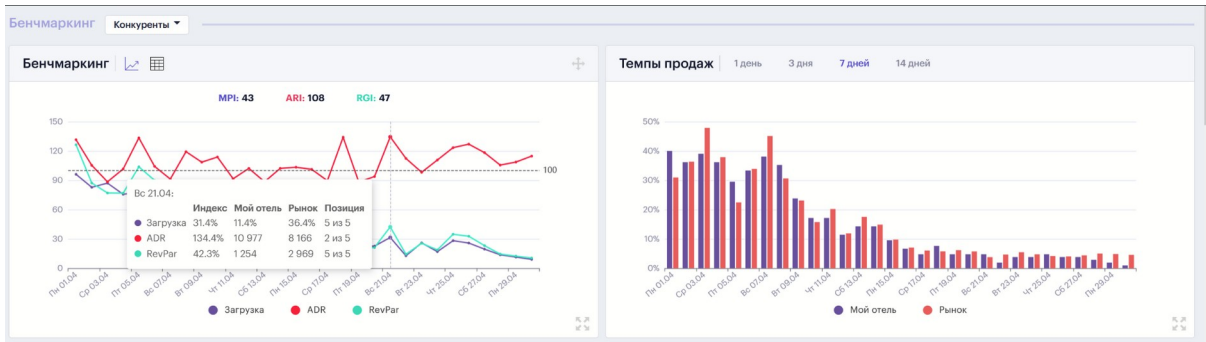 Бенчмаркинг Конкуренты
Бенчмаркинг
MPI: 43 ARI: 108 RGI: 47
150
120
90
60
30
0
100
Вс 21.04:
Индекс Мой отель Рынок Позиция
Загрузка 31.4% 11.4% 36.4% 5 из 5
ADR 134.4% 10 977 8 166 2 из 5
RevPar 42.3% 1 254 2 969 5 из 5
Пн 01.04 Ср 03.04 Пт 05.04 Вс 07.04 Вт 09.04 Чт 11.04 Сб 13.04 Пн 15.04 Ср 17.04 Пт 19.04 Вс 21.04 Вт 23.04 Чт 25.04 Сб 27.04 Пн 29.04
Загрузка ADR RevPar
Темпы продаж 1 день 3 дня 7 дней 14 дней
50%
40%
30%
20%
10%
0%
Пн 01.04 Ср 03.04 Пт 05.04 Вс 07.04 Вт 09.04 Чт 11.04 Сб 13.04 Пн 15.04 Ср 17.04 Пт 19.04 Вс 21.04 Вт 23.04 Чт 25.04 Сб 27.04 Пн 29.04
Мой отель Рынок